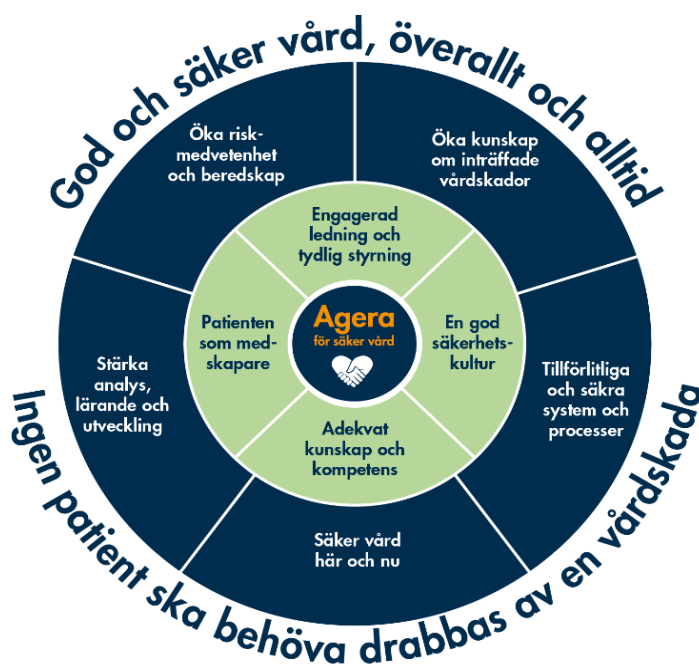 God och säker vård, överallt och alltid
Öka risk-
medvetenhet
och beredskap
Öka kunskap
om inträffade
vårdskador
Engagerad
ledning och
tydlig styrning
Patienten
som med-
skapare
Agera
för säker vård
En god
säkerhets-
kultur
Stärka
analys,
lärande och
utveckling
Tillförlitliga
och säkra
system och
processer
Adekvat
kunskap och
kompetens
Säker vård
här och nu
Ingen patient ska behöva drabbas av en vårdskada